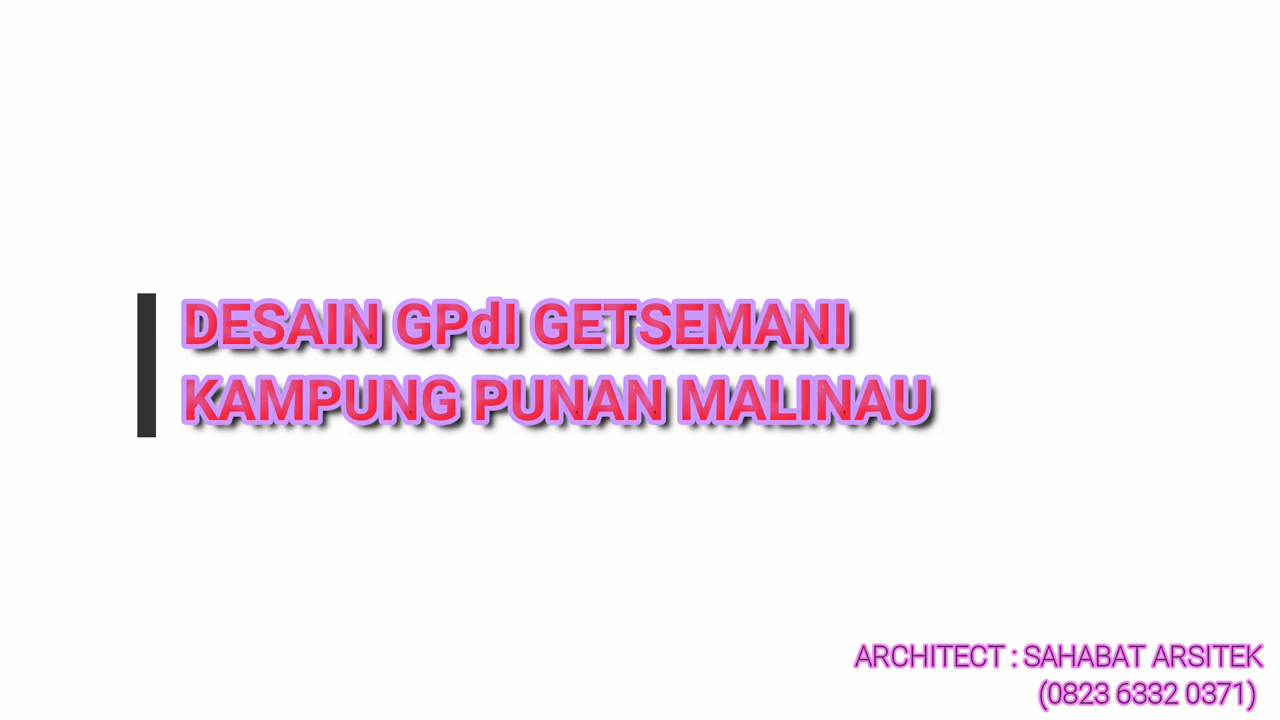 DESAIN GPdI GETSEMANI
KAMPUNG PUNAN MALINAU
ARCHITECT : SAHABAT ARSITEK
(0823 6332 0371)